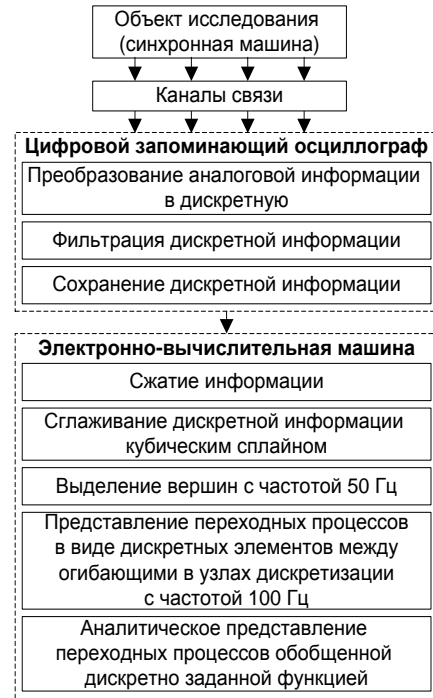 Объект исследования
(синхронная машина)
Каналы связи
Цифровой запоминающий осциллограф
Преобразование аналоговой информации
в дискретную
Фильтрация дискретной информации
Сохранение дискретной информации
Электронно-вычислительная машина
Сжатие информации
Сглаживание дискретной информации
кубическим сплайном
Выделение вершин с частотой 50 Гц
Представление переходных процессов
в виде дискретных элементов между
огибающими в узлах дискретизации
с частотой 100 Гц
Аналитическое представление
переходных процессов обобщенной
дискретно заданной функцией